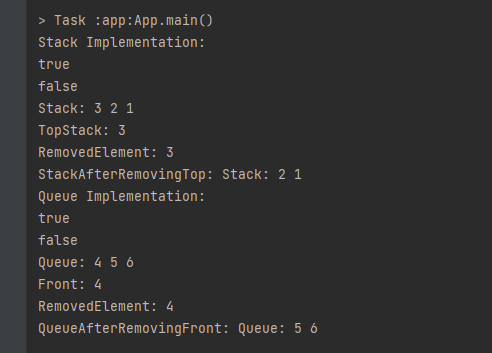 > Task :app:App.main()
Stack Implementation:
true
false
Stack: 3 2 1
TopStack: 3
RemovedElement: 3
StackAfterRemovingTop: Stack: 2 1
Queue Implementation:
true
false
Queue: 4 5 6
Front: 4
RemovedElement: 4
QueueAfterRemovingFront: Queue: 5 6